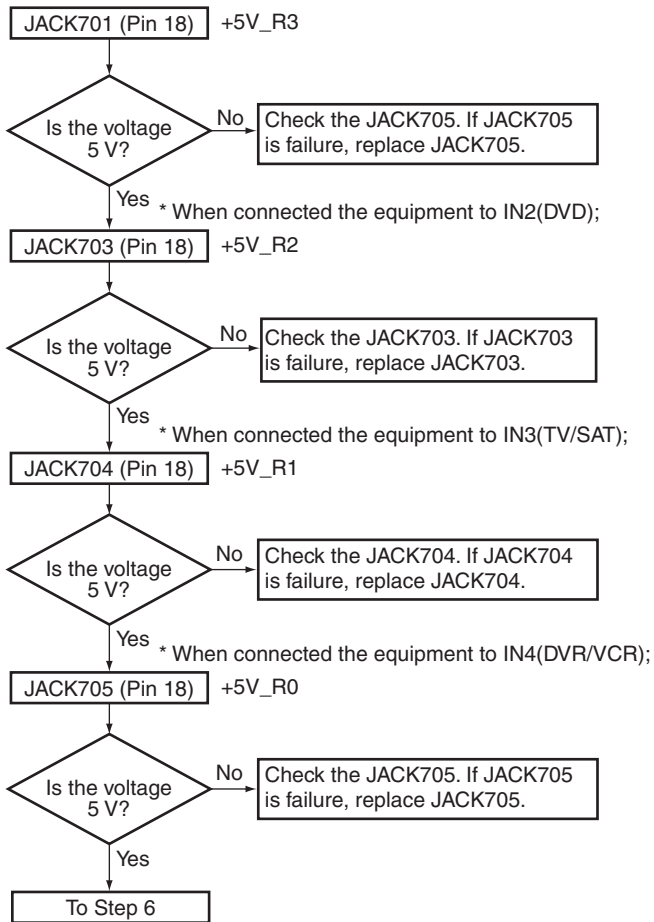 JACK701 (Pin 18) +5V_R3
Is the voltage
5 V?
No
Check the JACK705. If JACK705
is failure, replace JACK705.
Yes
* When connected the equipment to IN2(DVD);
JACK703 (Pin 18) +5V_R2
Is the voltage
5 V?
No
Check the JACK703. If JACK703
is failure, replace JACK703.
Yes
* When connected the equipment to IN3(TV/SAT);
JACK704 (Pin 18) +5V_R1
Is the voltage
5 V?
No
Check the JACK704. If JACK704
is failure, replace JACK704.
Yes
* When connected the equipment to IN4(DVR/VCR);
JACK705 (Pin 18) +5V_R0
Is the voltage
5 V?
No
Check the JACK705. If JACK705
is failure, replace JACK705.
Yes
To Step 6